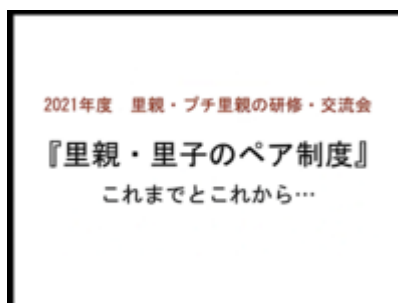 2021年度　里親・プチ里親の研修・交流会
『里親・里子のペア制度』
これまでとこれから…